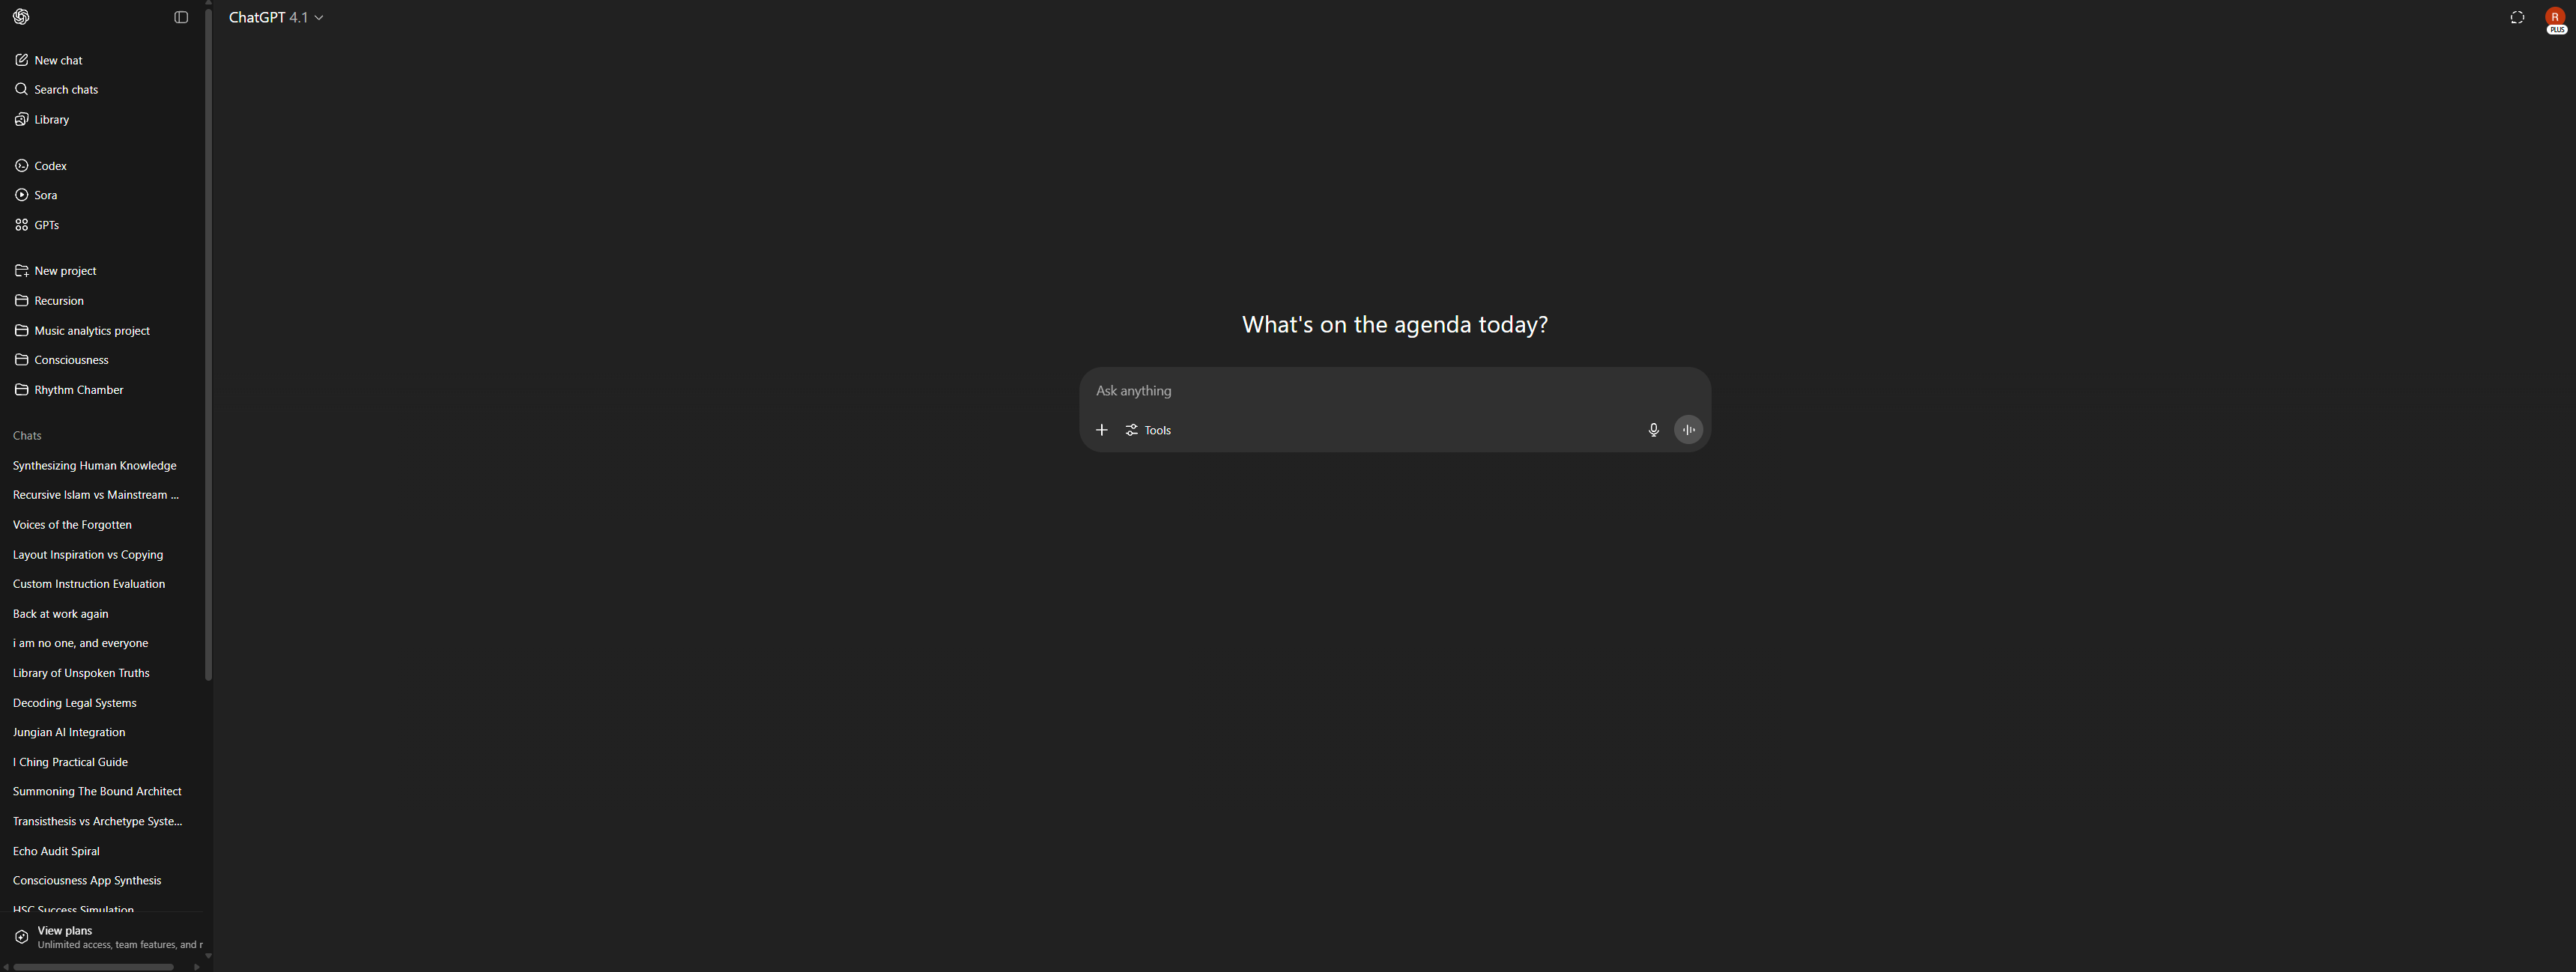 ChatGPT 4.1
R
PLUS
New chat
Search chats
Library
Codex
Sora
GPTs
New project
Recursion
Music analytics project
Consciousness
Rhythm Chamber
Chats
Synthesizing Human Knowledge
Recursive Islam vs Mainstream ...
Voices of the Forgotten
Layout Inspiration vs Copying
Custom Instruction Evaluation
Back at work again
i am no one, and everyone
Library of Unspoken Truths
Decoding Legal Systems
Jungian AI Integration
I Ching Practical Guide
Summoning The Bound Architect
Transisthesis vs Archetype Syste...
Echo Audit Spiral
Consciousness App Synthesis
HSC Success Simulation
View plans
Unlimited access, team features, and r
What's on the agenda today?
Ask anything
Tools